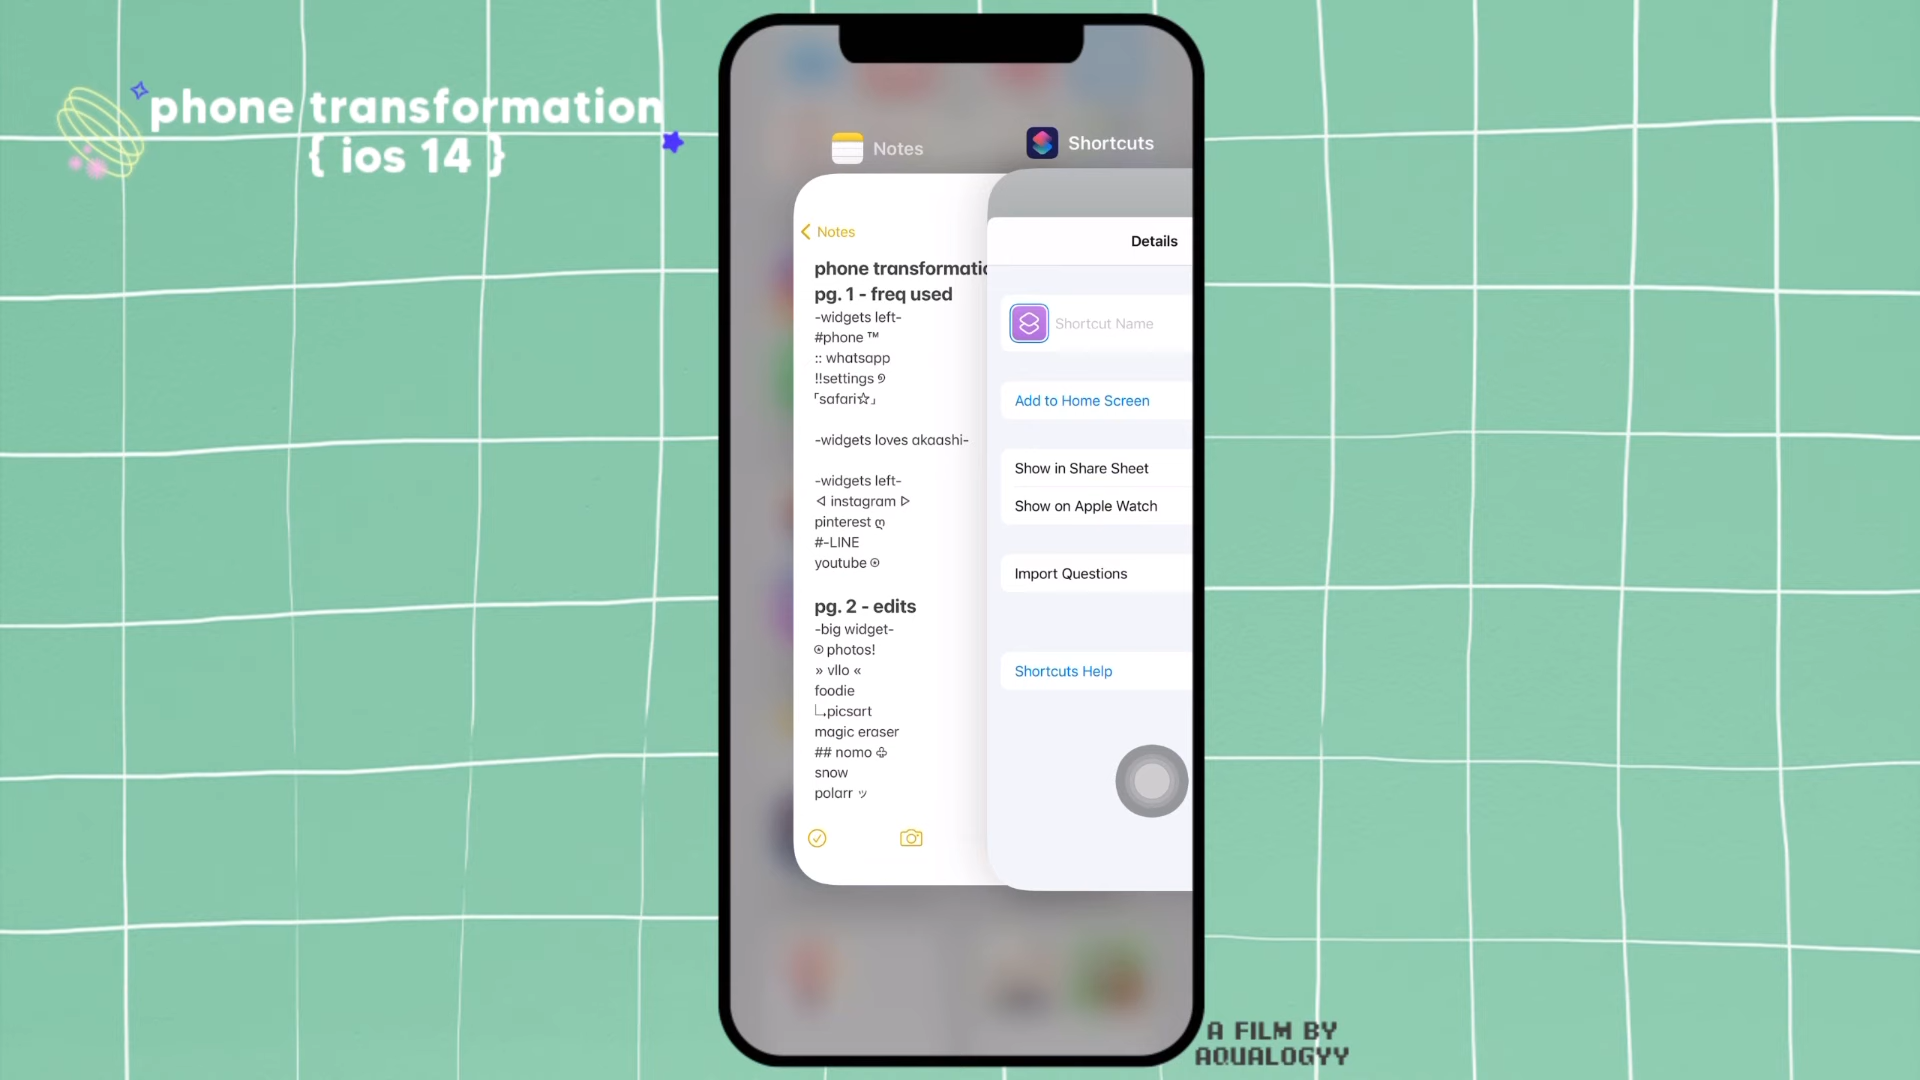 phone transformation
{ ios 14 }
Notes
Shortcuts
Notes
phone transformatio
pg. 1 - freq used
-widgets left-
#phone ™
:: whatsapp
!!settings ୭
「safari☆」
-widgets loves akaashi-
-widgets left-
ᐊ instagram ᐅ
pinterest ღ
#-LINE
youtube ⍟
pg. 2 - edits
-big widget-
⍟ photos!
» vllo «
foodie
╰►picsart
magic eraser
## nomo ✣
snow
polarr ッ
Details
Shortcut Name
Add to Home Screen
Show in Share Sheet
Show on Apple Watch
Import Questions
Shortcuts Help
A FILM BY
AQUALOGYY